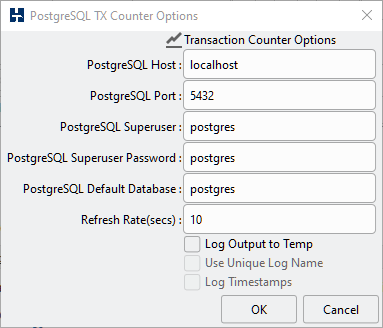 PostgreSQL TX Counter Options
Transaction Counter Options
PostgreSQL Host : localhost
PostgreSQL Port : 5432
PostgreSQL Superuser : postgres
PostgreSQL Superuser Password : postgres
PostgreSQL Default Database : postgres
Refresh Rate(secs) : 10
Log Output to Temp
Use Unique Log Name
Log Timestamps
OK Cancel